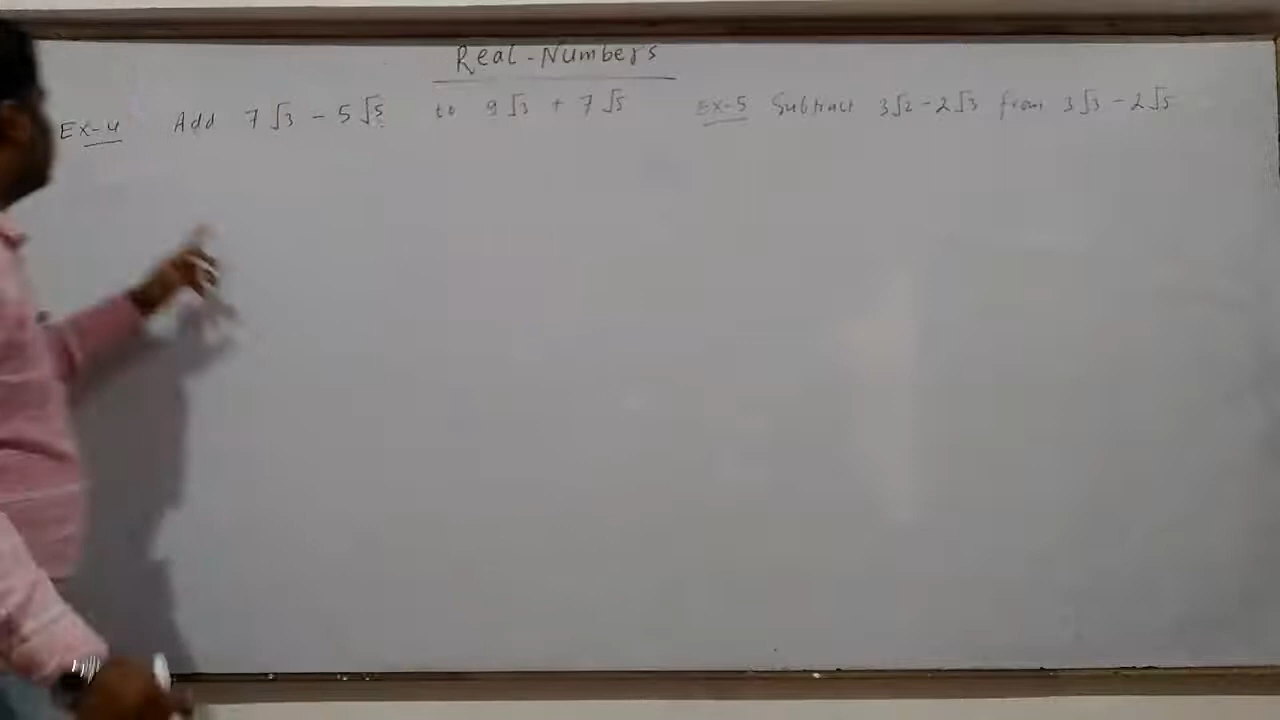 Real-Numbers
Ex-4 Add 7√3 - 5√5 to 9√3 + 7√5
Ex-5 Subtract 3√2 - 2√3 from 3√3 - 2√5